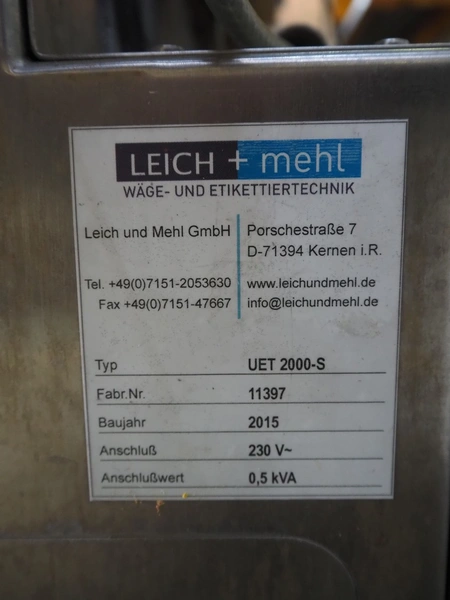 LEICH + mehl
WÄGE- UND ETIKETTIERTECHNIK
Leich und Mehl GmbH
Porschestraße 7
D-71394 Kernen i.R.
Tel. +49(0)7151-2053630
Fax +49(0)7151-47667
www.leichundmehl.de
info@leichundmehl.de
Typ UET 2000-S
Fabr.Nr. 11397
Baujahr 2015
Anschluß 230 V~
Anschlußwert 0,5 kVA